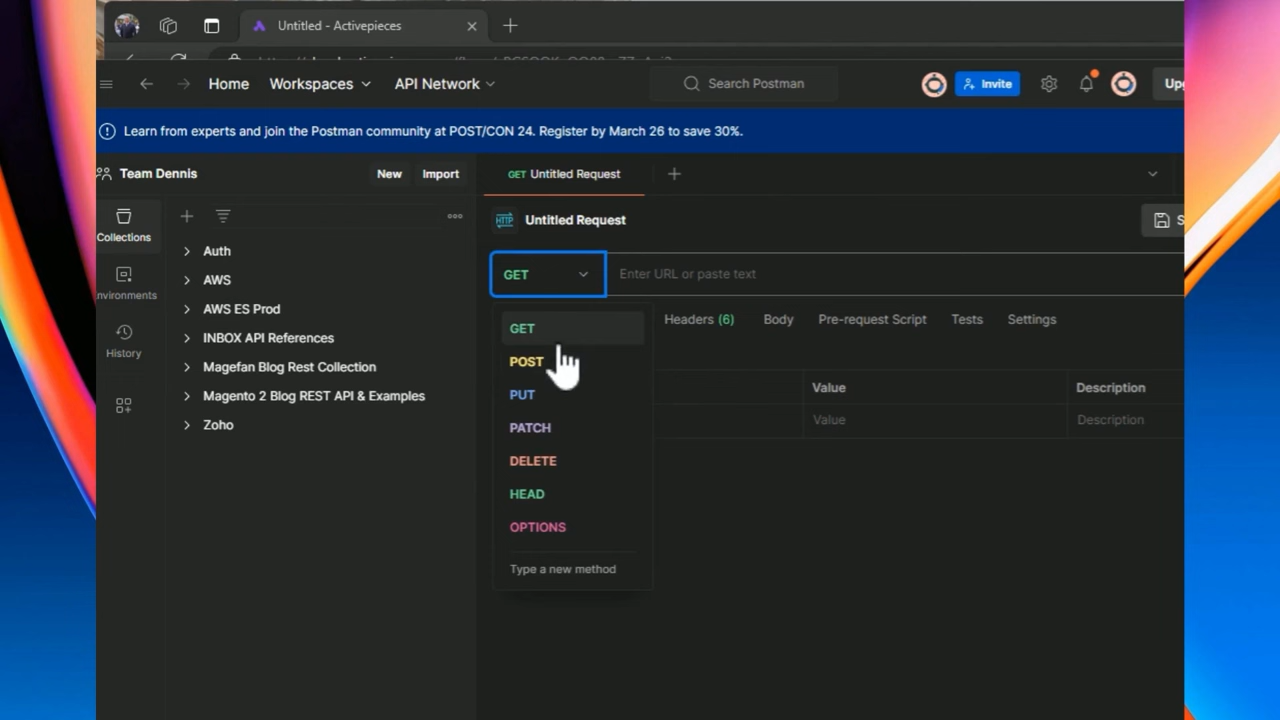 Untitled - Activepieces
Home Workspaces API Network Search Postman Invite
Learn from experts and join the Postman community at POST/CON 24. Register by March 26 to save 30%.
Team Dennis New Import GET Untitled Request
Collections
HTTP Untitled Request
Auth
GET Enter URL or paste text
AWS
nvironments
AWS ES Prod
GET Headers (6) Body Pre-request Script Tests Settings
INBOX API References
History
POST
Magefan Blog Rest Collection
PUT Value Description
Magento 2 Blog REST API & Examples
Value Description
Zoho
PATCH
DELETE
HEAD
OPTIONS
Type a new method